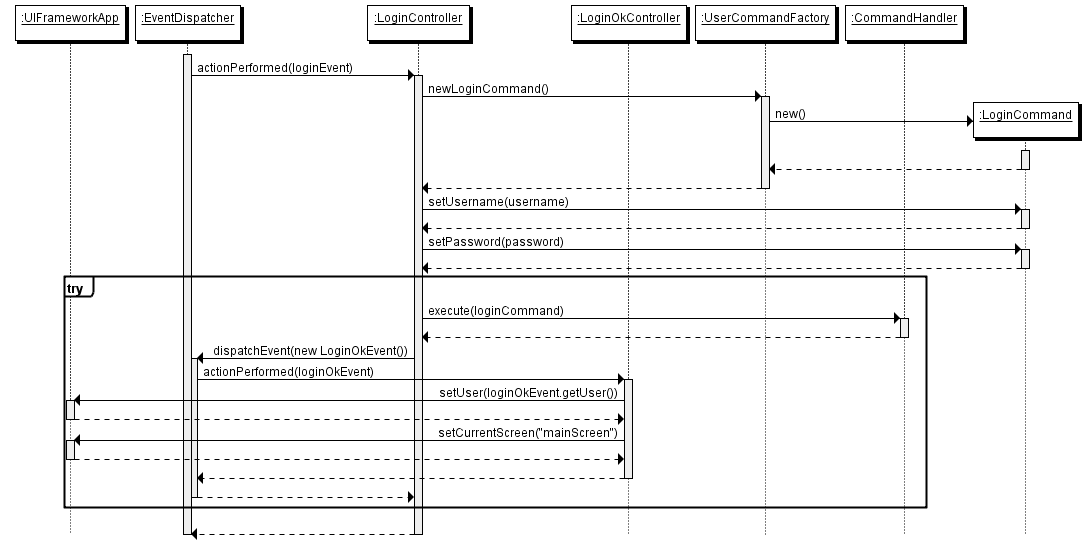 :UIFrameworkApp
:EventDispatcher
:LoginController
:LoginOkController
:UserCommandFactory
:CommandHandler
actionPerformed(loginEvent)
newLoginCommand()
new()
:LoginCommand
setUsername(username)
setPassword(password)
try
execute(loginCommand)
dispatchEvent(new LoginOkEvent())
actionPerformed(loginOkEvent)
setUser(loginOkEvent.getUser())
setCurrentScreen("mainScreen")